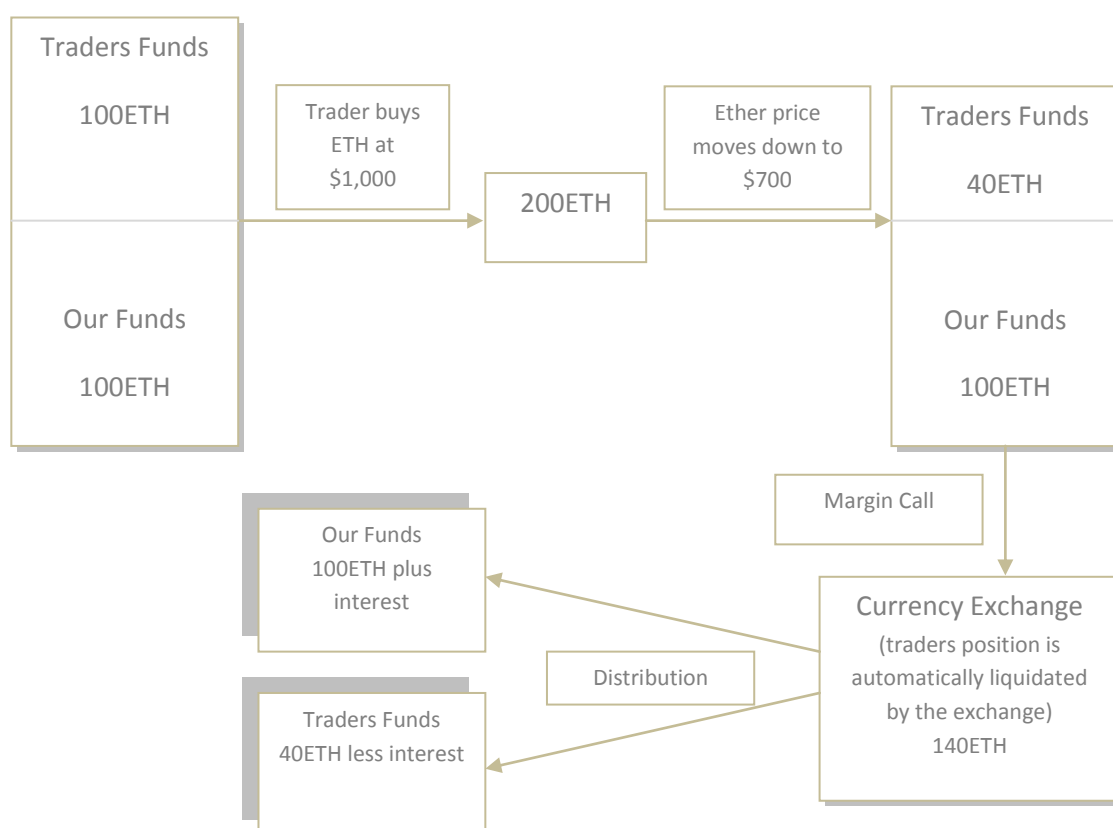 Traders Funds
100ETH
Our Funds
100ETH
Trader buys
ETH at
$1,000
200ETH
Ether price
moves down to
$700
Traders Funds
40ETH
Our Funds
100ETH
Margin Call
Currency Exchange
(traders position is
automatically liquidated
by the exchange)
140ETH
Distribution
Our Funds
100ETH plus
interest
Traders Funds
40ETH less interest